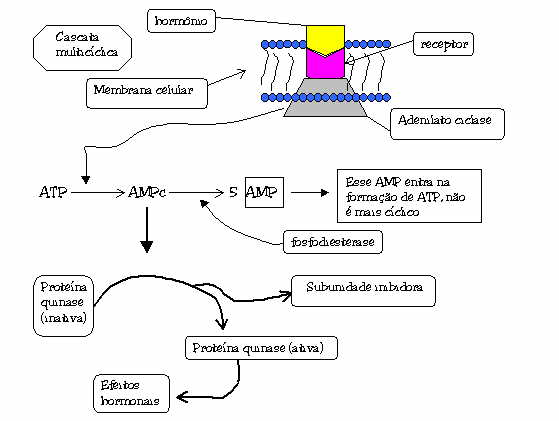 hormônio
Cascata
multicíclica
receptor
Membrana celular
Adenilato ciclase
ATP
AMPc
5 AMP
Esse AMP entra na
formação de ATP, não
é mais cíclico
fosfodiesterase
Proteína
quinase
(inativa)
Subunidade inibidora
Proteína quinase (ativa)
Efeitos
hormonais